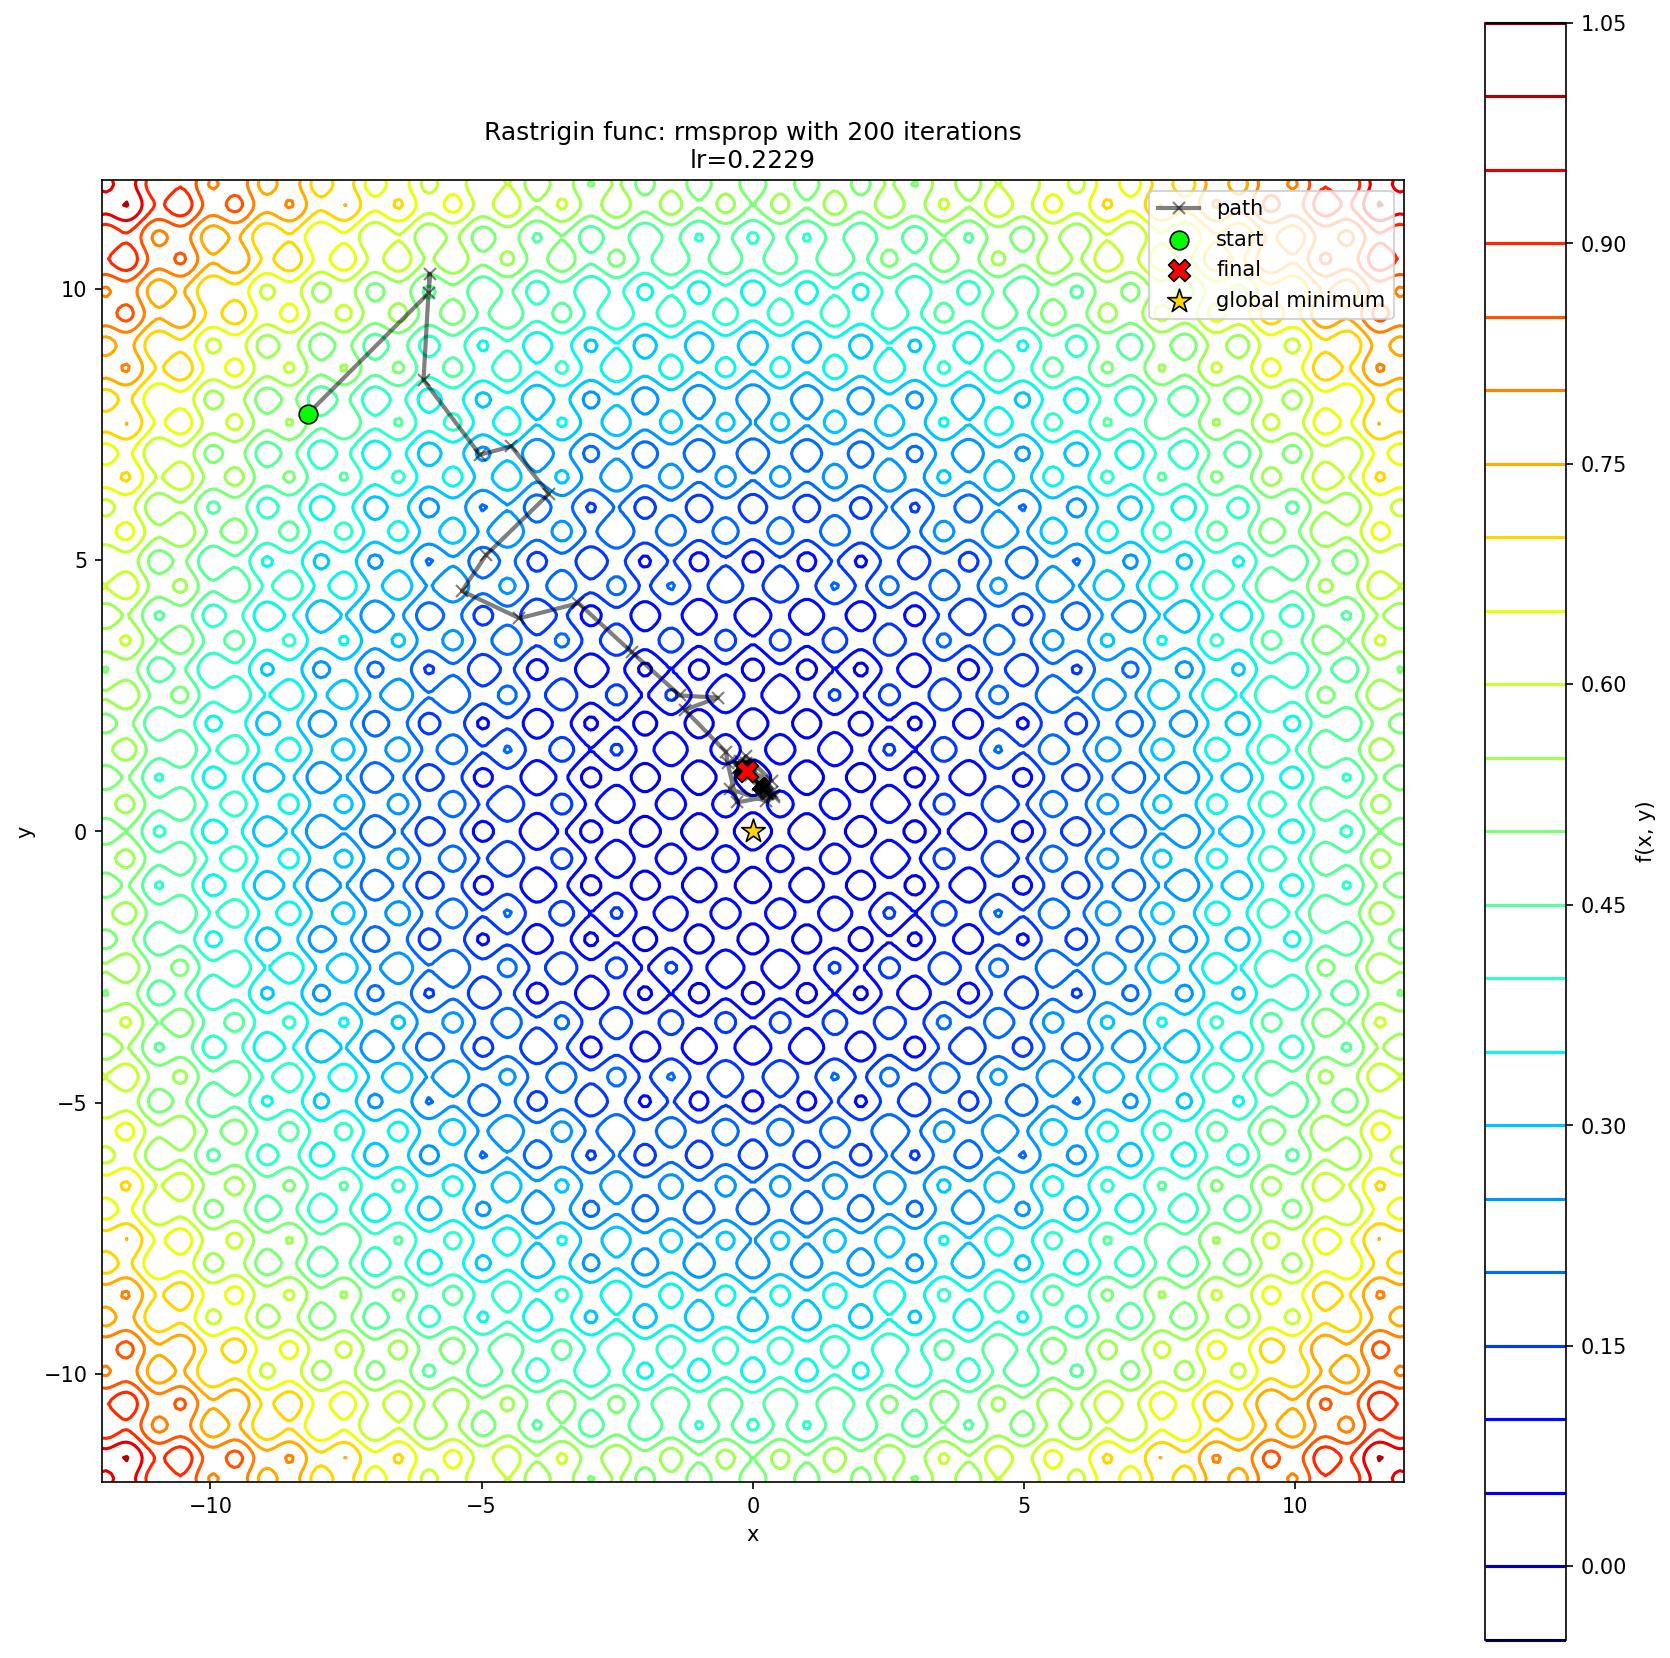 Rastrigin func: rmsprop with 200 iterations
lr=0.2229
path
start
final
global minimum
10
5
0
−5
−10
y
−10
−5
0
5
10
x
1.05
0.90
0.75
0.60
0.45
0.30
0.15
0.00
f(x, y)